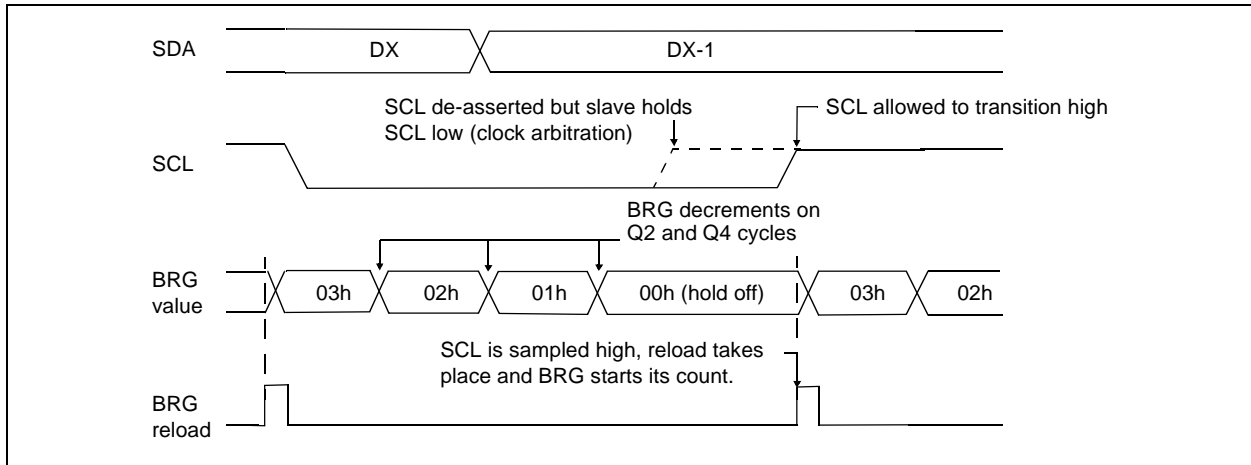 SDA
DX
DX-1
SCL de-asserted but slave holds
SCL low (clock arbitration)
SCL allowed to transition high
SCL
BRG decrements on
Q2 and Q4 cycles
BRG
value
03h
02h
01h
00h (hold off)
03h
02h
SCL is sampled high, reload takes
place and BRG starts its count.
BRG
reload